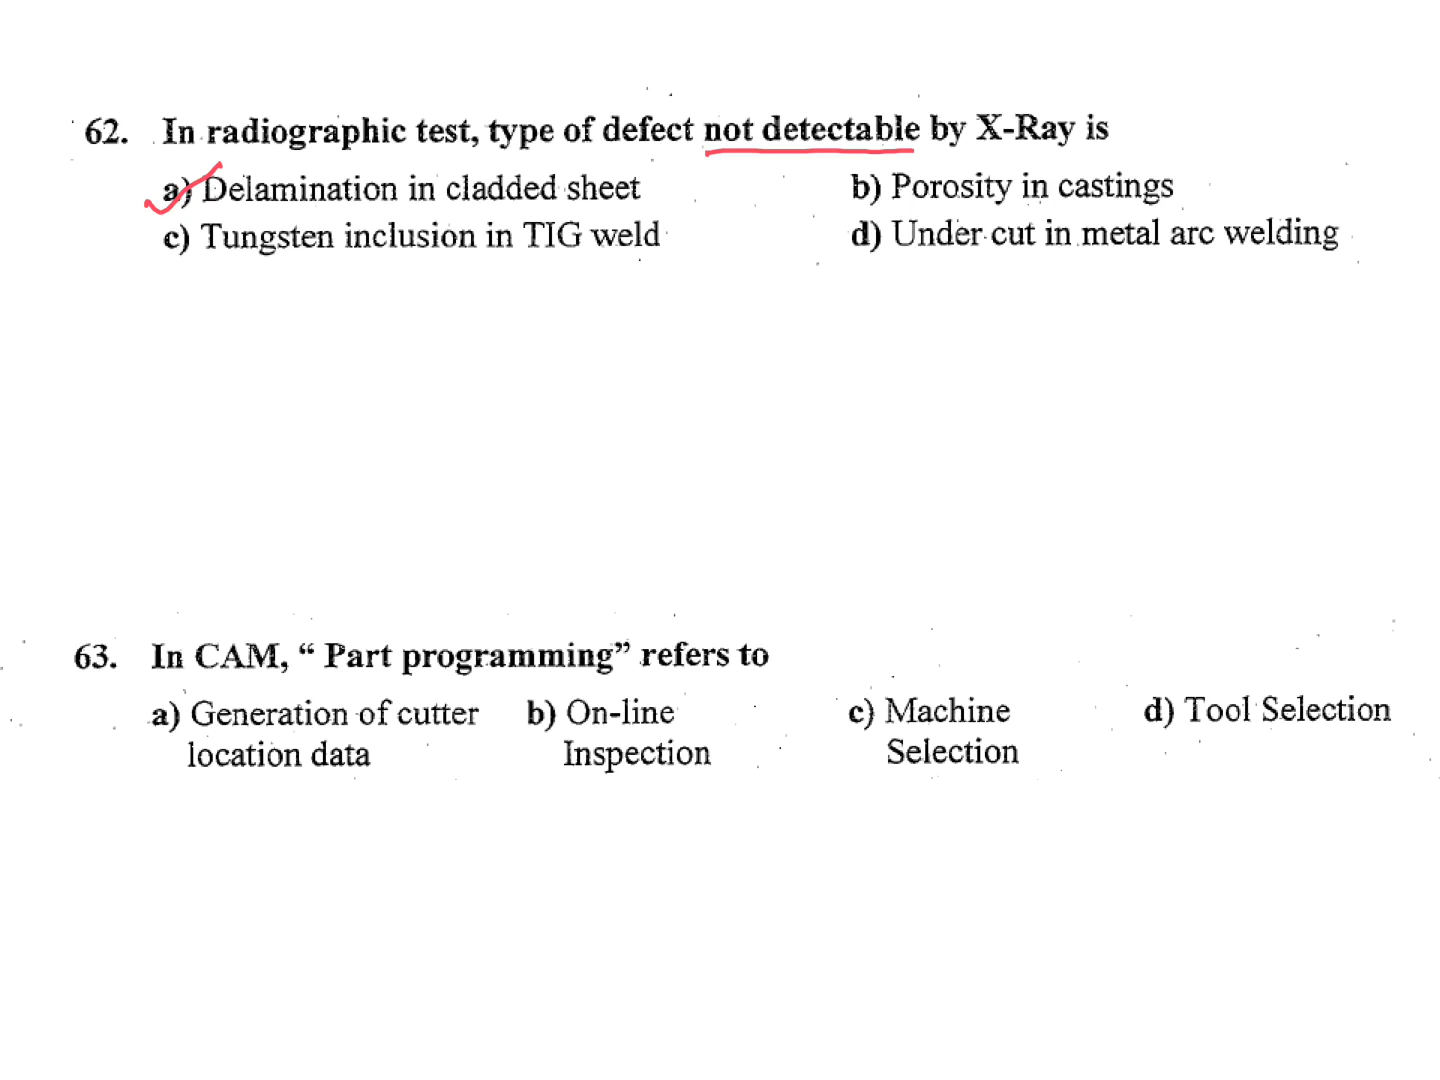 62. In radiographic test, type of defect not detectable by X-Ray is
a) Delamination in cladded sheet b) Porosity in castings
c) Tungsten inclusion in TIG weld d) Under cut in metal arc welding
63. In CAM, “ Part programming” refers to
a) Generation of cutter b) On-line c) Machine d) Tool Selection
location data Inspection Selection